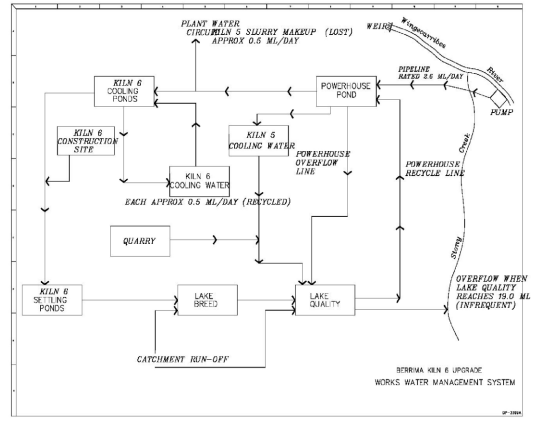 PLANT WATER
CIRCUIT
KILN 5 SLURRY MAKEUP (LOST)
APPROX 0.5 ML/DAY
WEIR
Wingecarribee River
PIPELINE
RATED 2.6 ML/DAY
PUMP
KILN 6
COOLING
PONDS
POWERHOUSE
POND
KILN 6
CONSTRUCTION
SITE
KILN 5
COOLING WATER
POWERHOUSE
OVERFLOW
LINE
POWERHOUSE
RECYCLE LINE
Creek
Stony
KILN 6
COOLING WATER
EACH APPROX 0.5 ML/DAY (RECYCLED)
QUARRY
KILN 6
SETTLING
PONDS
LAKE
BREED
LAKE
QUALITY
OVERFLOW WHEN
LAKE QUALITY
REACHES 19.0 ML
(INFREQUENT)
CATCHMENT RUN-OFF
BERRIMA KILN 6 UPGRADE
WORKS WATER MANAGEMENT SYSTEM